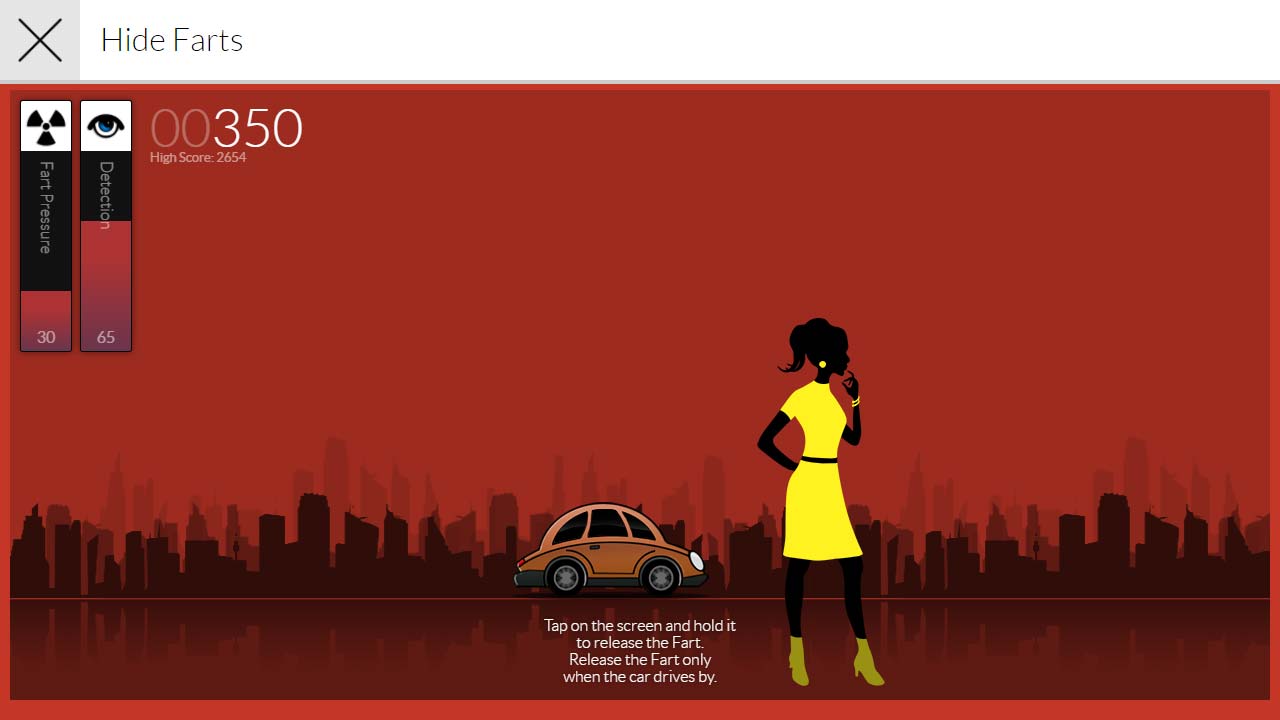 Hide Farts
00350
High Score: 2654
Fart Pressure
Detection
30
65
Tap on the screen and hold it
to release the Fart.
Release the Fart only
when the car drives by.